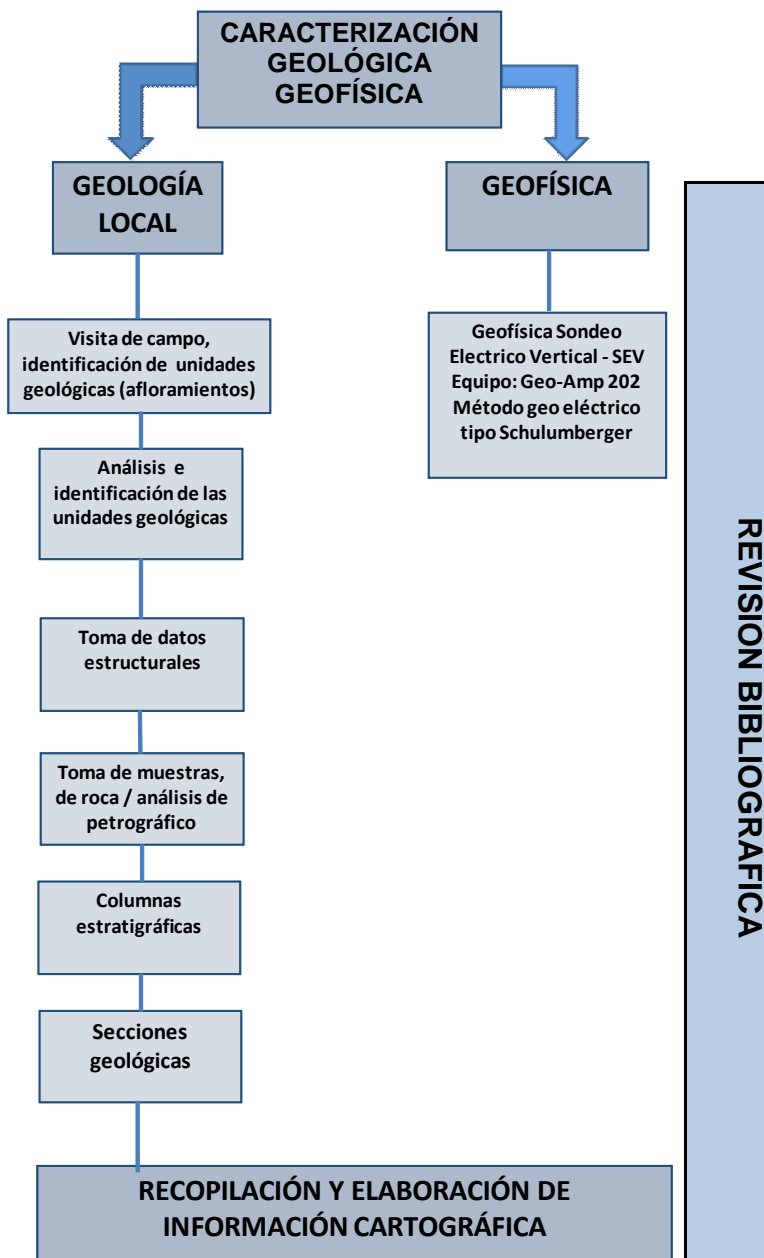 CARACTERIZACIÓN
GEOLÓGICA
GEOFÍSICA
GEOLOGÍA
LOCAL
GEOFÍSICA
Visita de campo,
identificación de unidades
geológicas (afloramientos)
Geofísica Sondeo
Electrico Vertical - SEV
Equipo: Geo-Amp 202
Método geo eléctrico
tipo Schulumberger
Análisis e
identificación de las
unidades geológicas
Toma de datos
estructurales
Toma de muestras,
de roca / análisis de
petrográfico
Columnas
estratigráficas
Secciones
geológicas
RECOPILACIÓN Y ELABORACIÓN DE
INFORMACIÓN CARTOGRÁFICA
REVISION BIBLIOGRAFICA